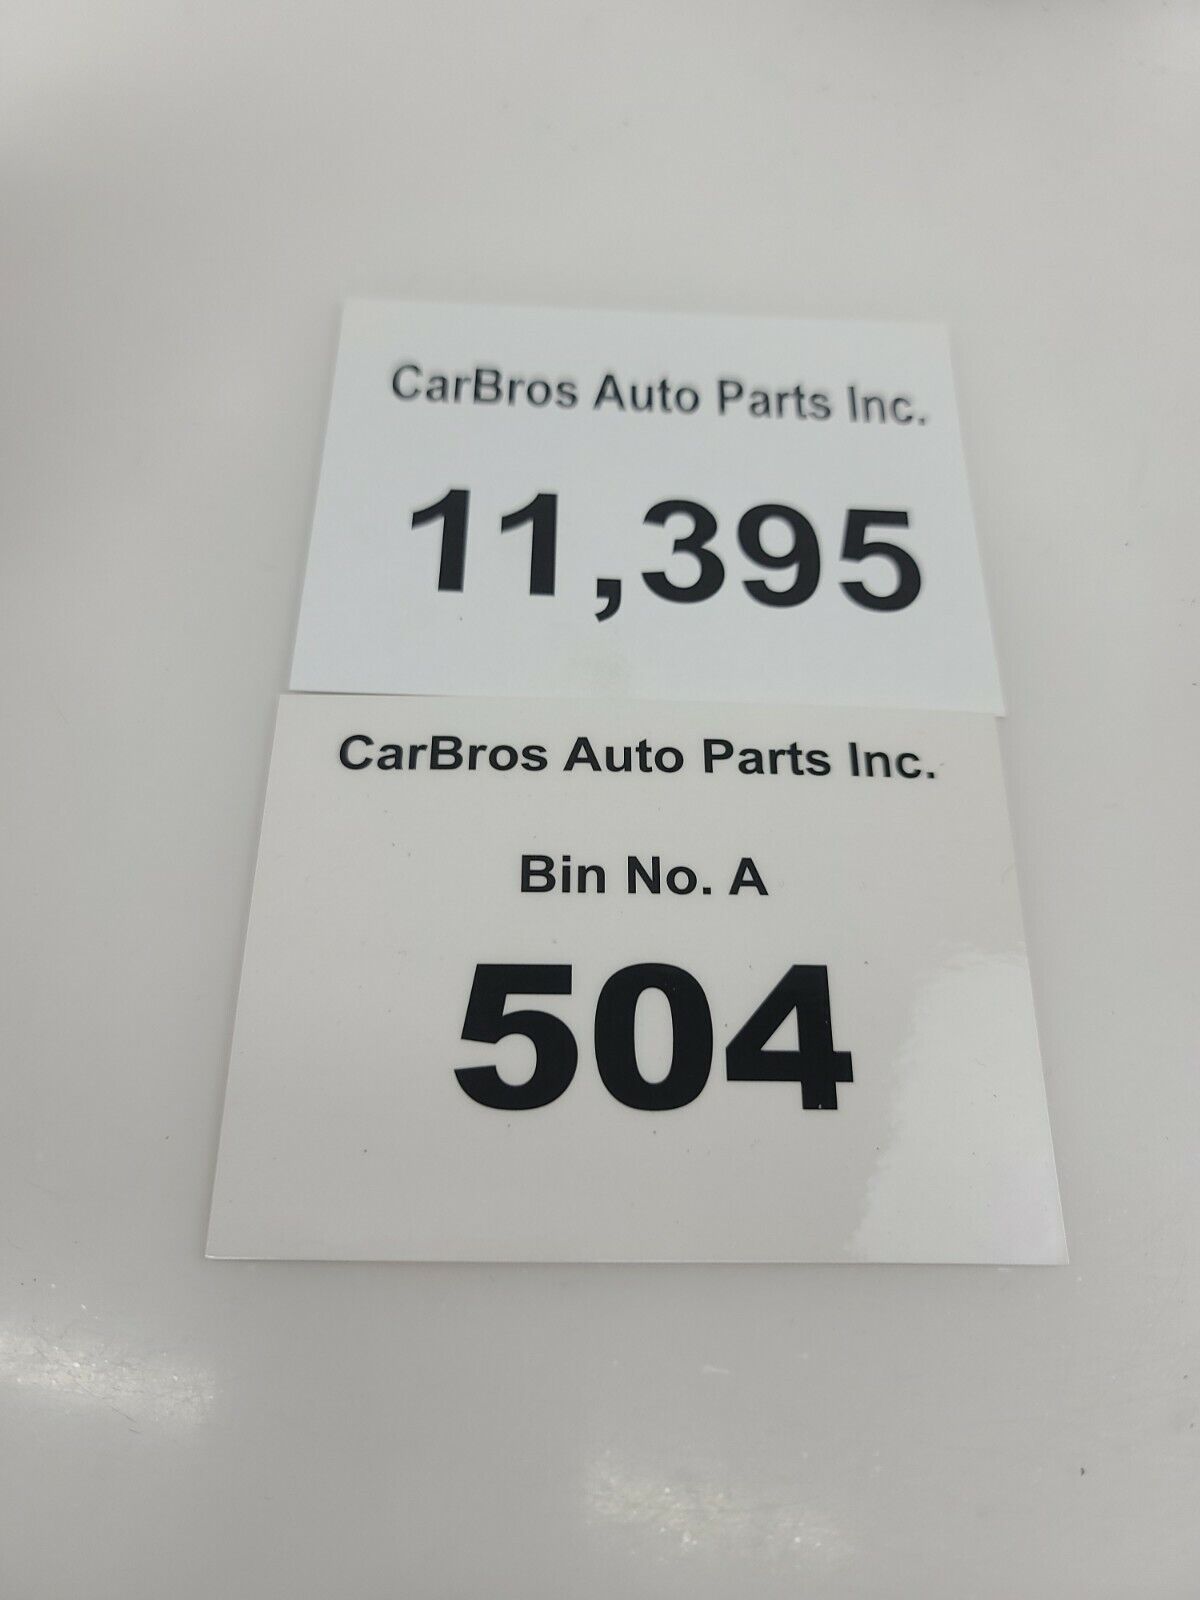 CarBros Auto Parts Inc.
11,395
CarBros Auto Parts Inc.
Bin No. A
504